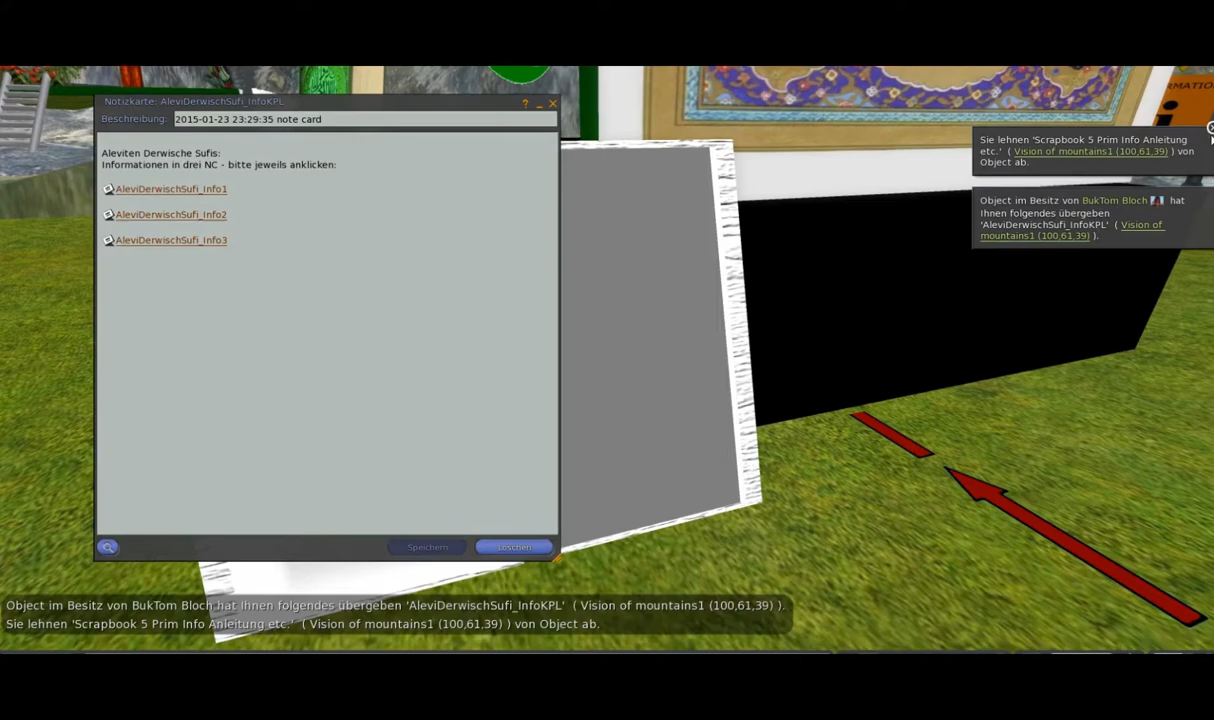 Notizkarte: AleviDerwischSufi_InfoKPL
Beschreibung: 2015-01-23 23:29:35 note card
Aleviten Derwische Sufis:
Informationen in drei NC - bitte jeweils anklicken:
AleviDerwischSufi_Info1
AleviDerwischSufi_Info2
AleviDerwischSufi_Info3
Speichern
Löschen
RMATION
i
Sie lehnen 'Scrapbook 5 Prim Info Anleitung
etc.' ( Vision of mountains1 (100,61,39) ) von
Object ab.
Object im Besitz von BukTom Bloch hat
Ihnen folgendes übergeben
'AleviDerwischSufi_InfoKPL' ( Vision of
mountains1 (100,61,39) ).
Object im Besitz von BukTom Bloch hat Ihnen folgendes übergeben 'AleviDerwischSufi_InfoKPL' ( Vision of mountains1 (100,61,39) ).
Sie lehnen 'Scrapbook 5 Prim Info Anleitung etc.' ( Vision of mountains1 (100,61,39) ) von Object ab.